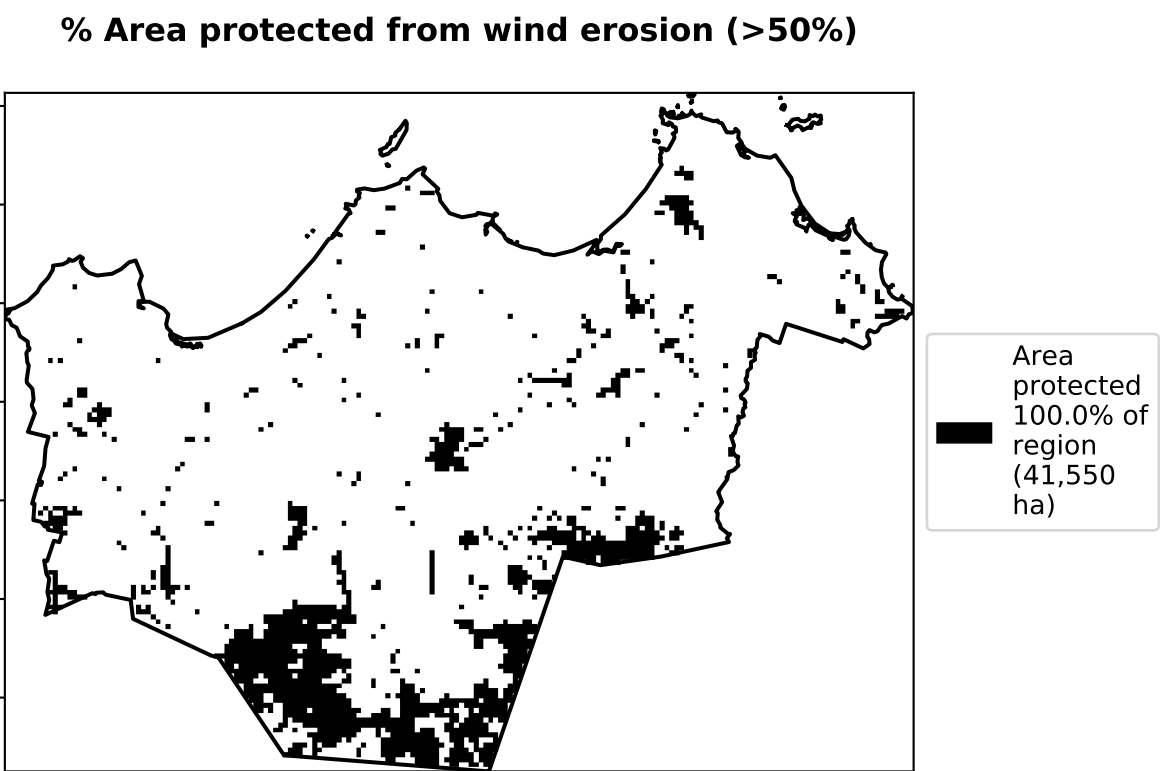 % Area protected from wind erosion (>50%)
Area
protected
100.0% of
region
(41,550
ha)